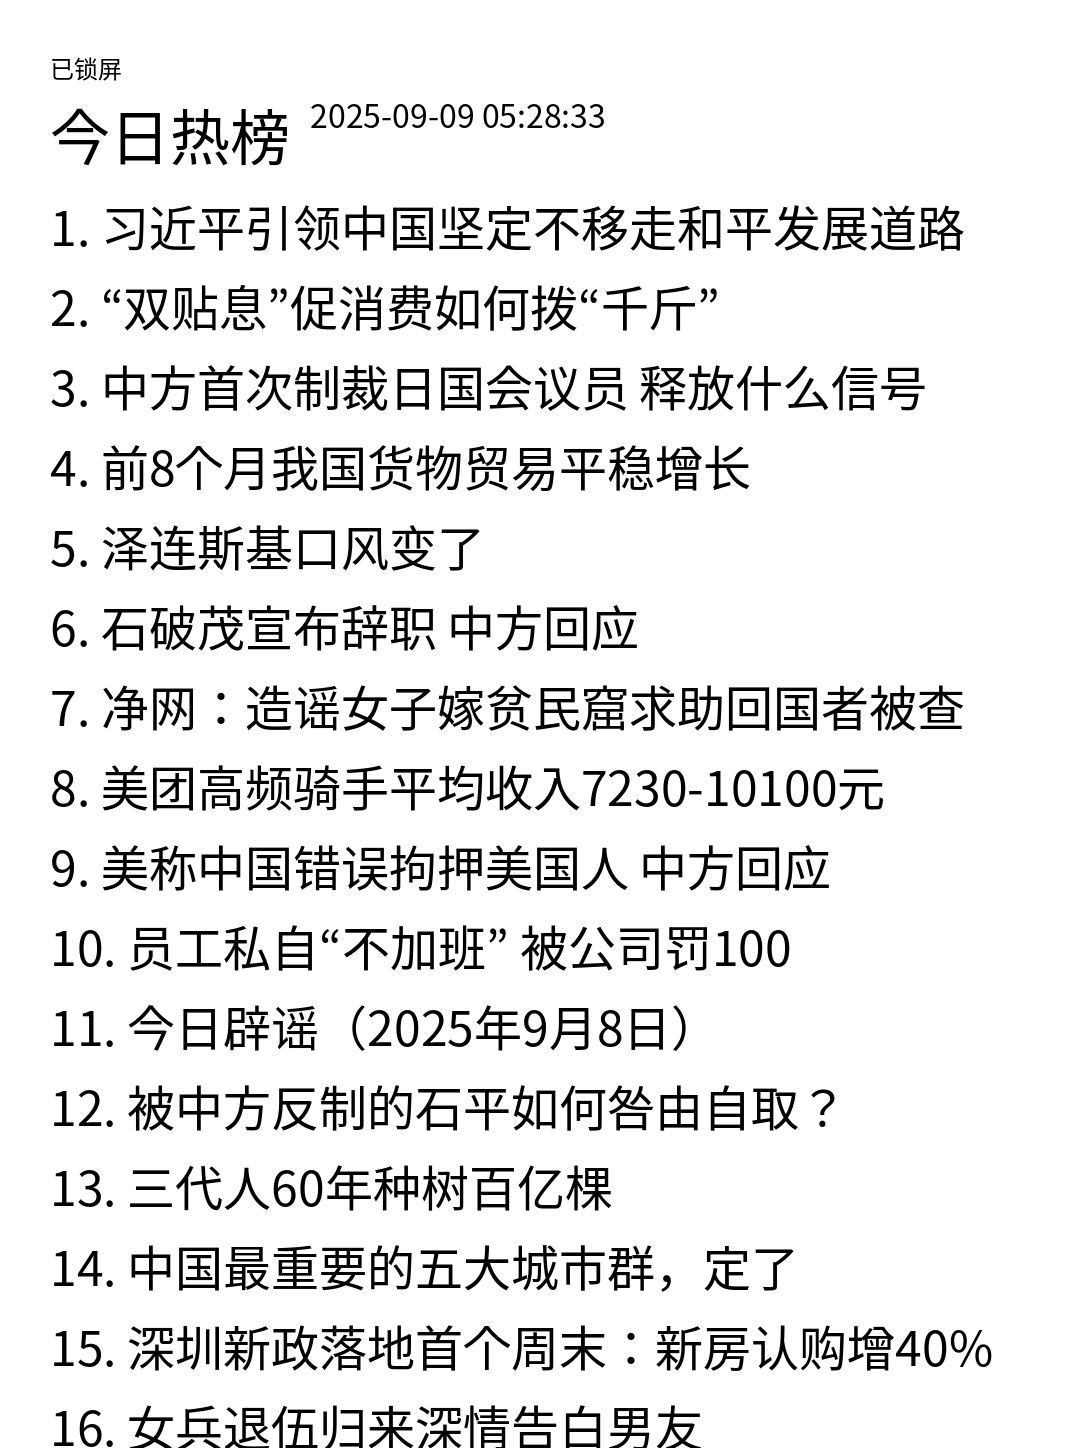 已锁屏
今日热榜 2025-09-09 05:28:33
1. 习近平引领中国坚定不移走和平发展道路
2. “双贴息”促消费如何拨“千斤”
3. 中方首次制裁日国会议员 释放什么信号
4. 前8个月我国货物贸易平稳增长
5. 泽连斯基口风变了
6. 石破茂宣布辞职 中方回应
7. 净网：造谣女子嫁贫民窟求助回国者被查
8. 美团高频骑手平均收入7230-10100元
9. 美称中国错误拘押美国人 中方回应
10. 员工私自“不加班” 被公司罚100
11. 今日辟谣（2025年9月8日）
12. 被中方反制的石平如何咎由自取？
13. 三代人60年种树百亿棵
14. 中国最重要的五大城市群，定了
15. 深圳新政落地首个周末：新房认购增40%
16. 女兵退伍归来深情告白男友